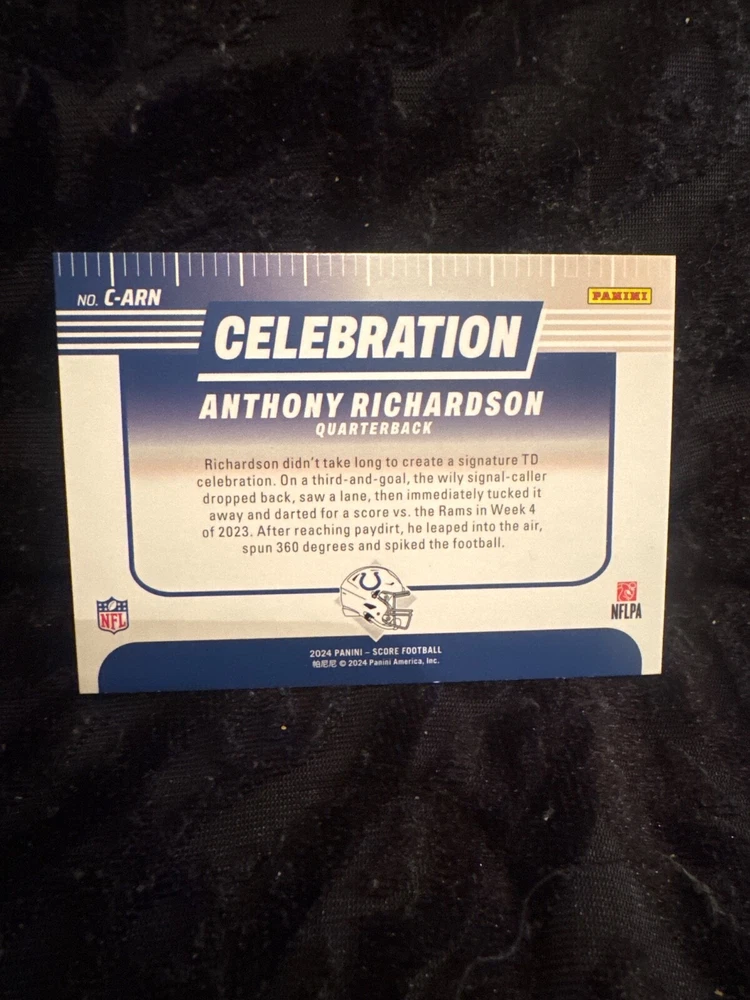 NO. C-ARN
PANINI
CELEBRATION
ANTHONY RICHARDSON
QUARTERBACK
Richardson didn't take long to create a signature TD
celebration. On a third-and-goal, the wily signal-caller
dropped back, saw a lane, then immediately tucked it
away and darted for a score vs. the Rams in Week 4
of 2023. After reaching paydirt, he leaped into the air,
spun 360 degrees and spiked the football.
NFL
NFLPA
2024 PANINI – SCORE FOOTBALL
帕尼尼 © 2024 Panini America, Inc.